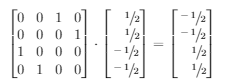 [0 0 1 0] [1/2] [-1/2]
[0 0 0 1] [1/2] [-1/2]
[1 0 0 0] · [-1/2] = [1/2]
[0 1 0 0] [-1/2] [1/2]